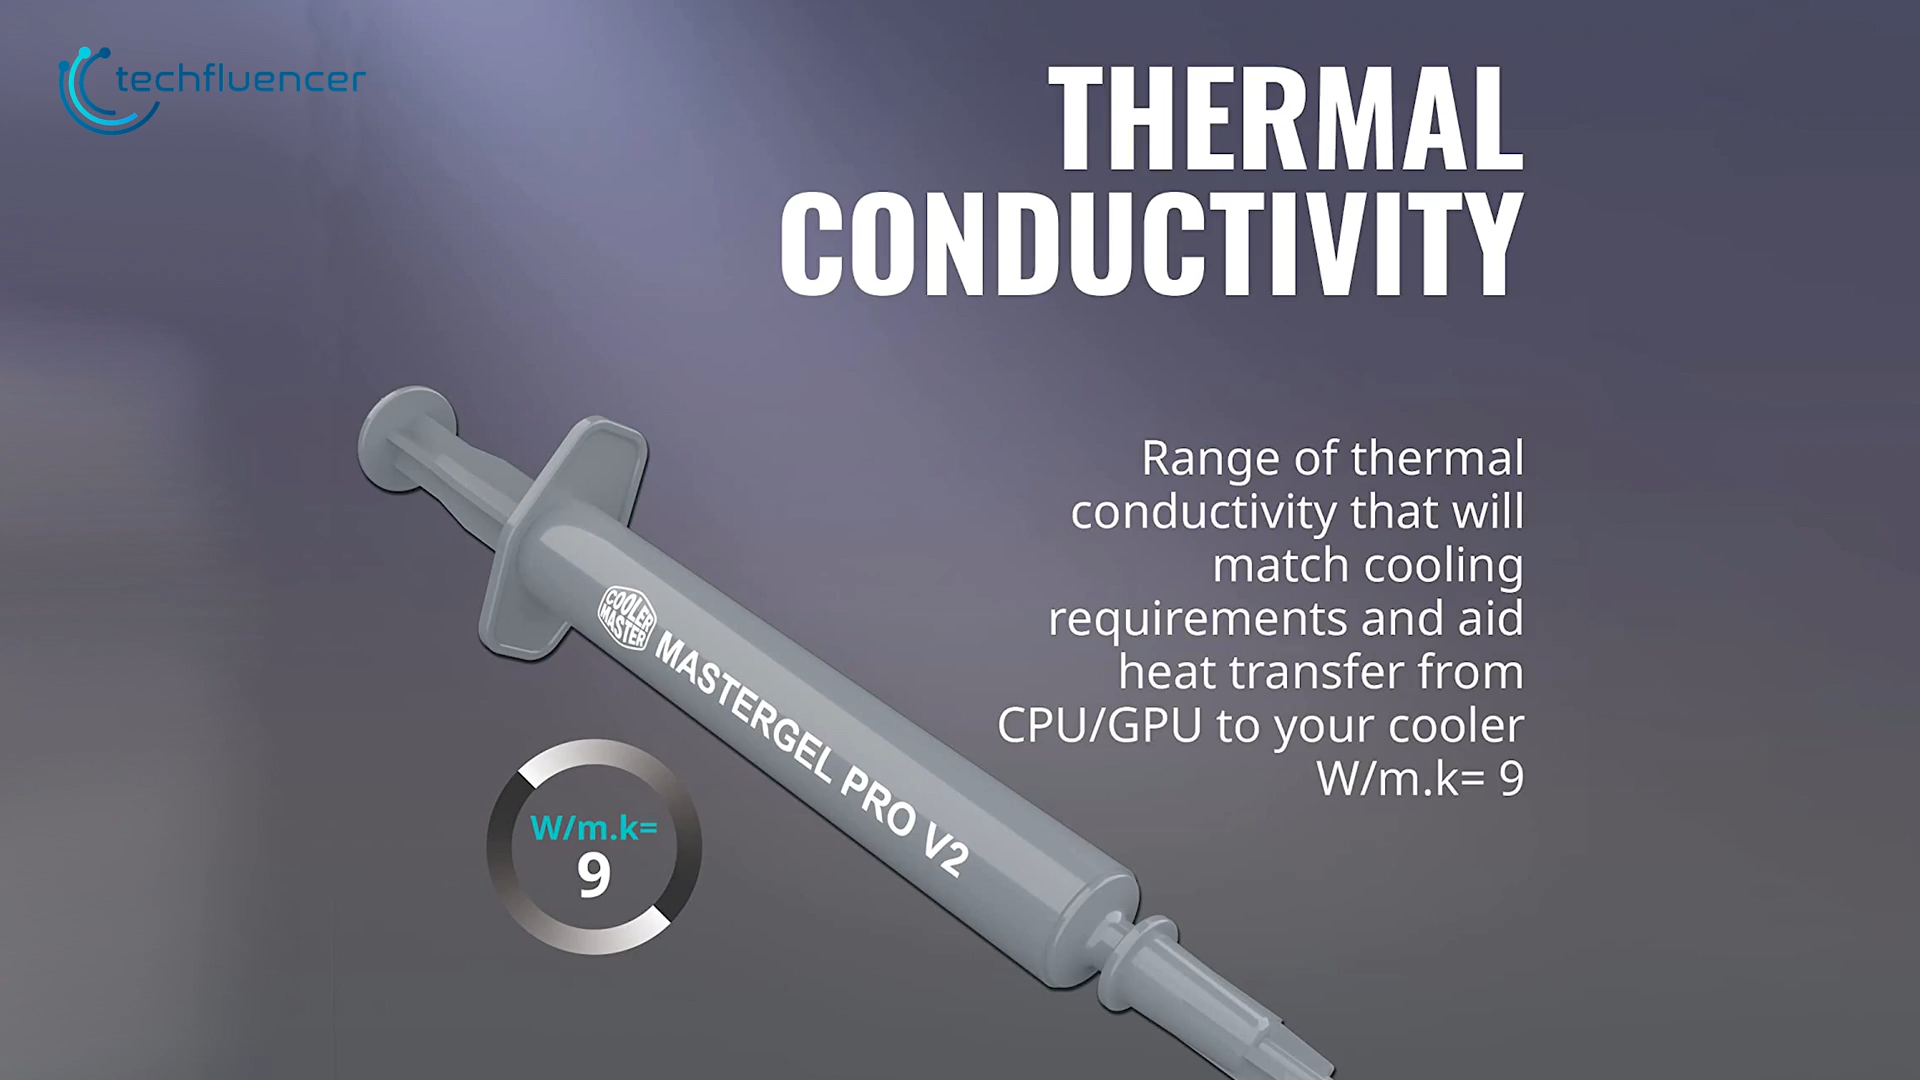 techfluencer
THERMAL
CONDUCTIVITY
Range of thermal
conductivity that will
match cooling
requirements and aid
heat transfer from
CPU/GPU to your cooler
W/m.k= 9
COOLER
MASTER
MASTERGEL PRO V2
W/m.k=
9